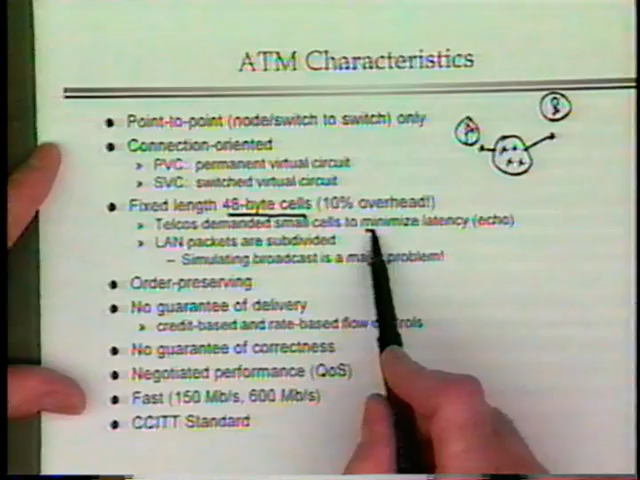 ATM Characteristics
● Point-to-point (node/switch to switch) only
● Connection-oriented
» PVC: permanent virtual circuit
» SVC: switched virtual circuit
● Fixed length 48-byte cells (10% overhead!)
» Telcos demanded small cells to minimize latency (echo)
» LAN packets are subdivided
– Simulating broadcast is a major problem!
● Order-preserving
● No guarantee of delivery
» credit-based and rate-based flow controls
● No guarantee of correctness
● Negotiated performance (QoS)
● Fast (150 Mb/s, 600 Mb/s)
● CCITT Standard